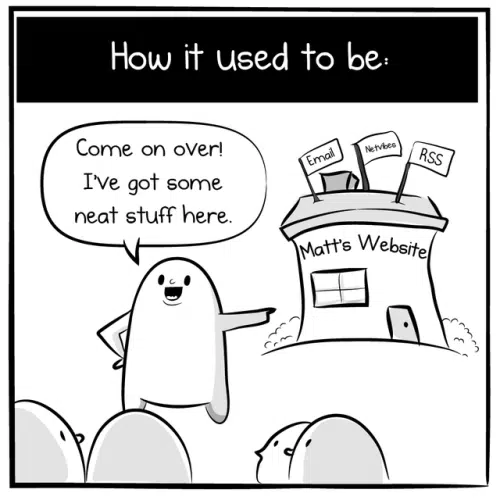 How it used to be:
Come on over!
I've got some
neat stuff here.
Email
Netvibes
RSS
Matt's Website